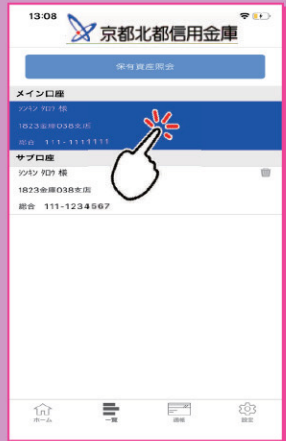 13:08
京都北都信用金庫
保有資産照会
メイン口座
シンキン タロウ 様
1823金庫038支店
総合 111-1111111
サブ口座
シンキン タロウ 様
1823金庫038支店
総合 111-1234567
ホーム
一覧
通帳
設定